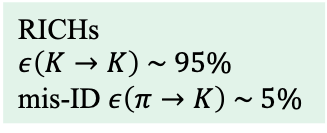 RICHs
ϵ(K → K) ~ 95%
mis-ID ϵ(π → K) ~ 5%